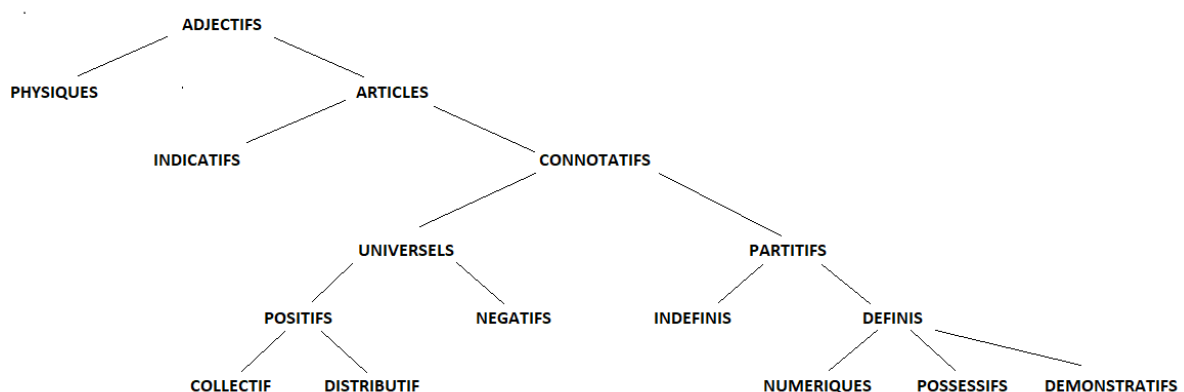 ADJECTIFS
PHYSIQUES ARTICLES
INDICATIFS CONNOTATIFS
UNIVERSELS PARTITIFS
POSITIFS NEGATIFS INDEFINIS DEFINIS
COLLECTIF DISTRIBUTIF NUMERIQUES POSSESSIFS DEMONSTRATIFS